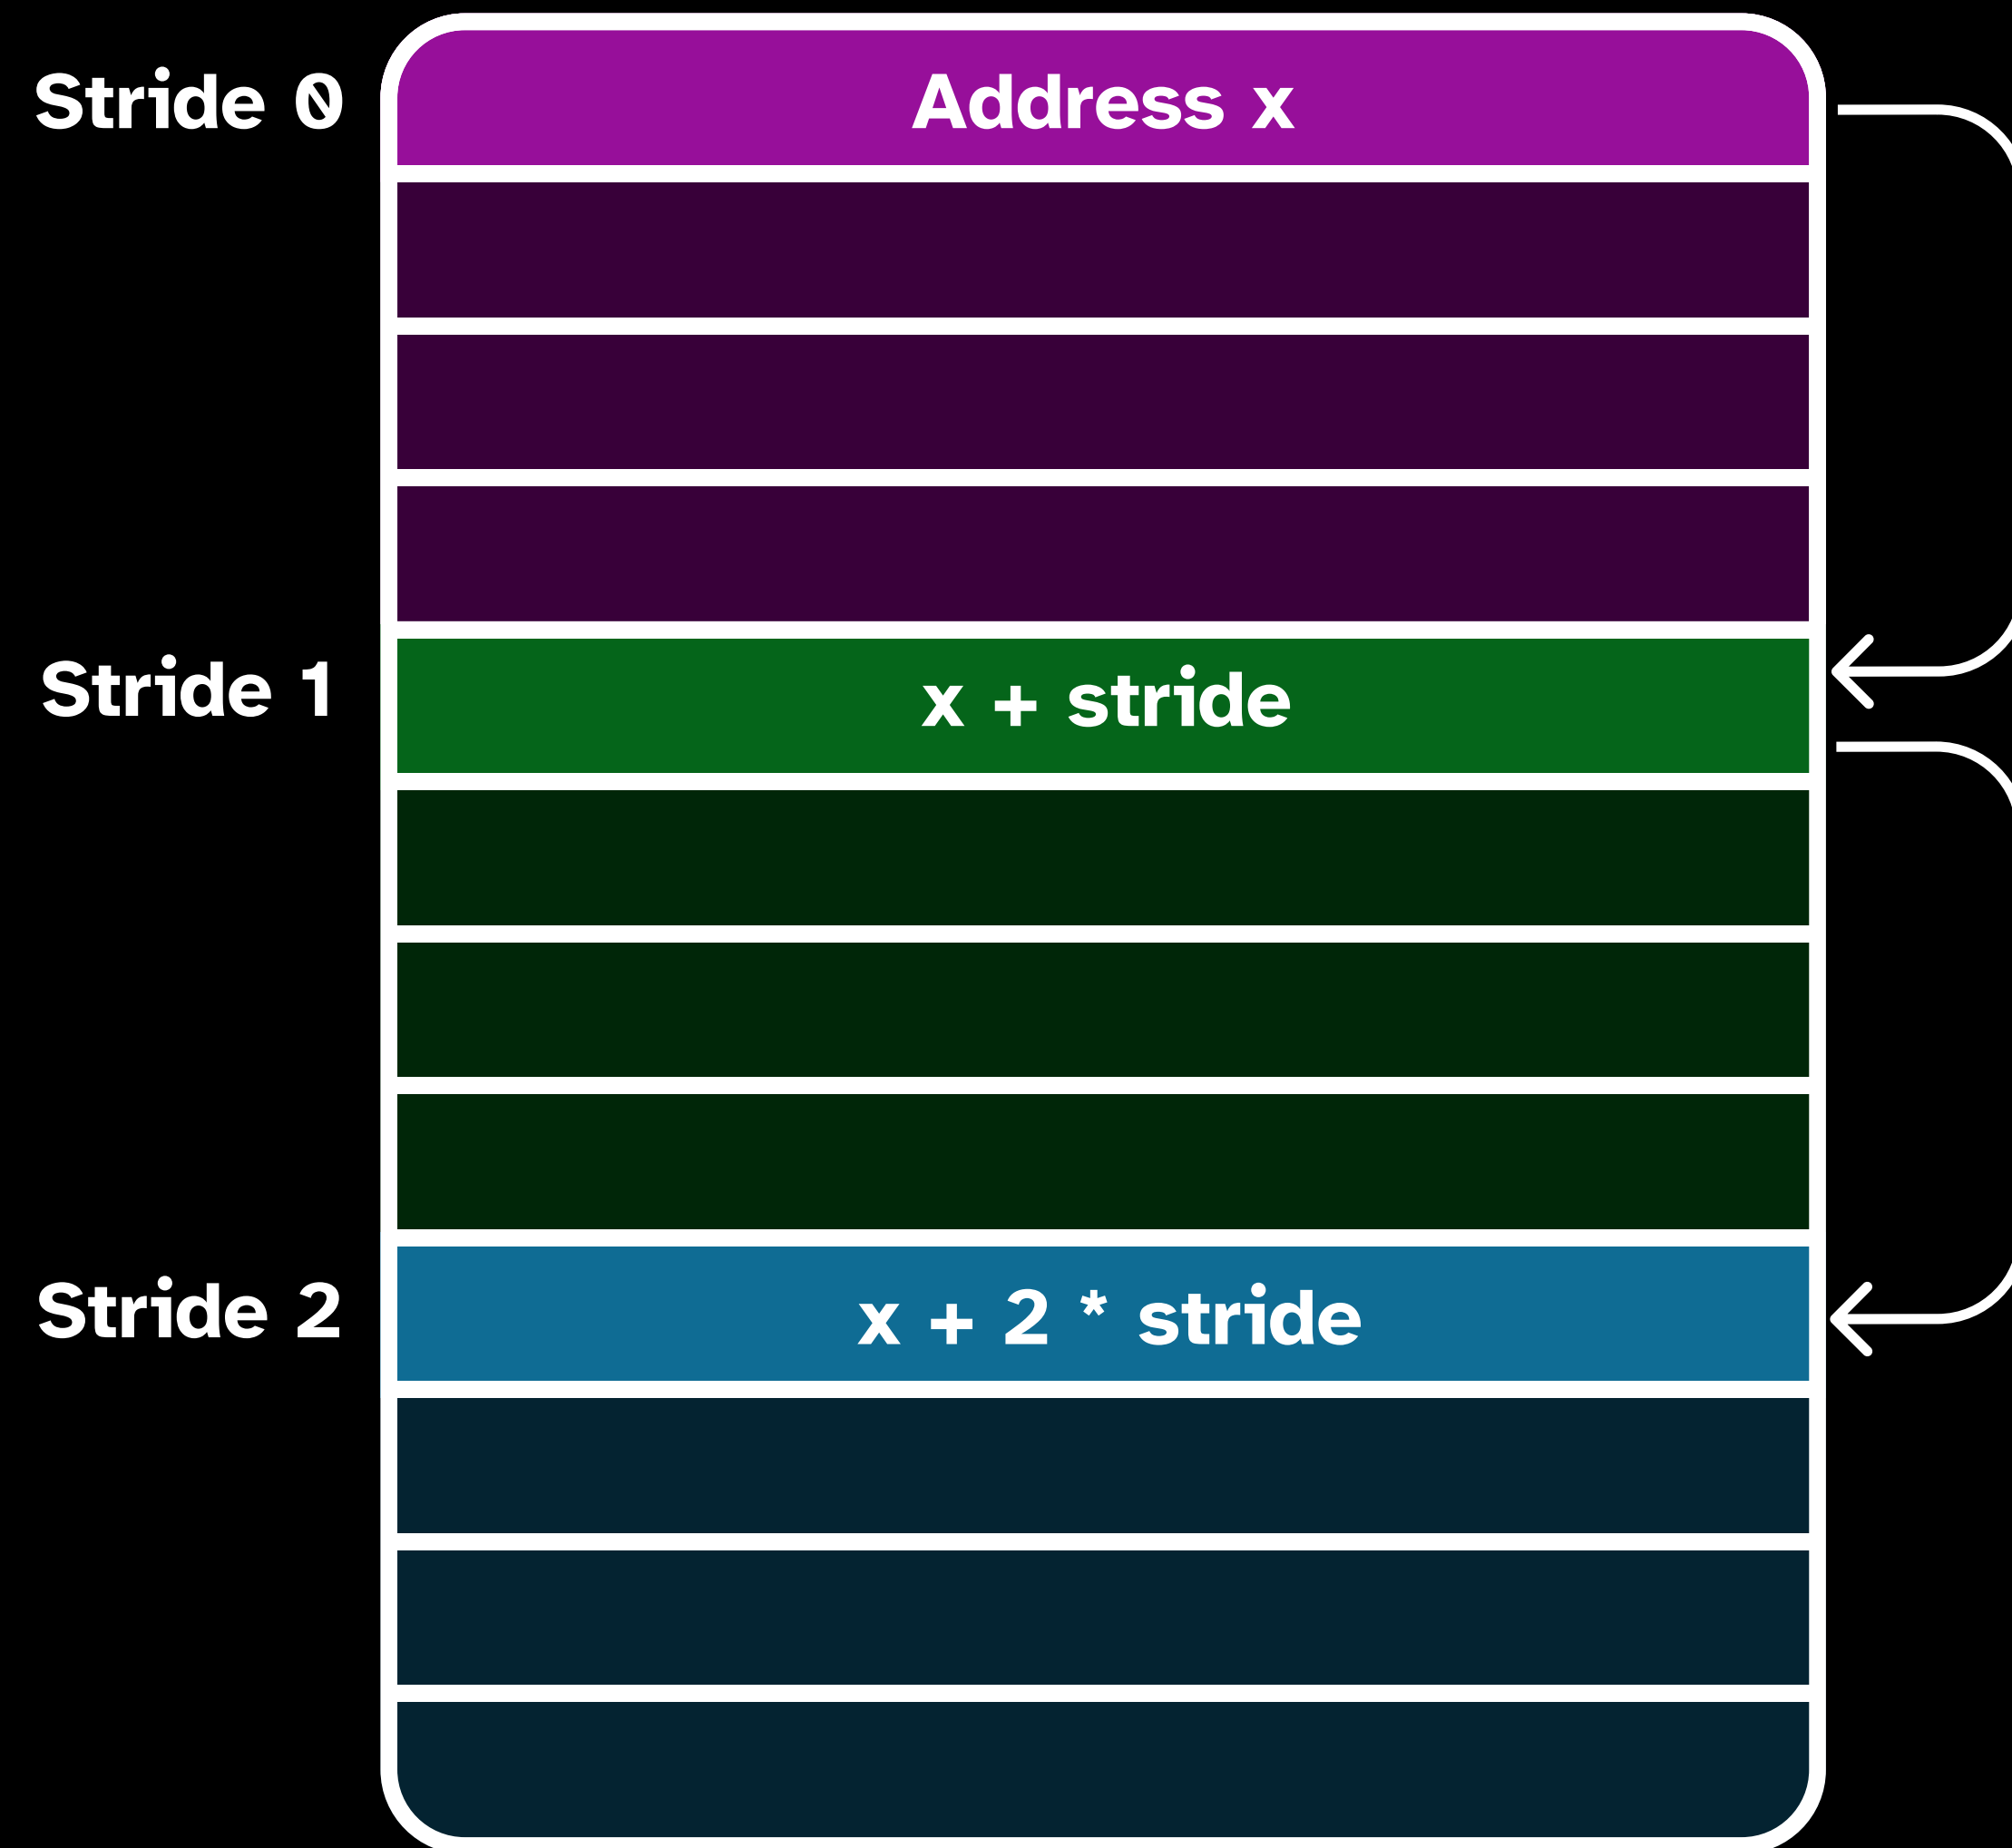 Stride 0
Address x
Stride 1
x + stride
Stride 2
x + 2 * stride